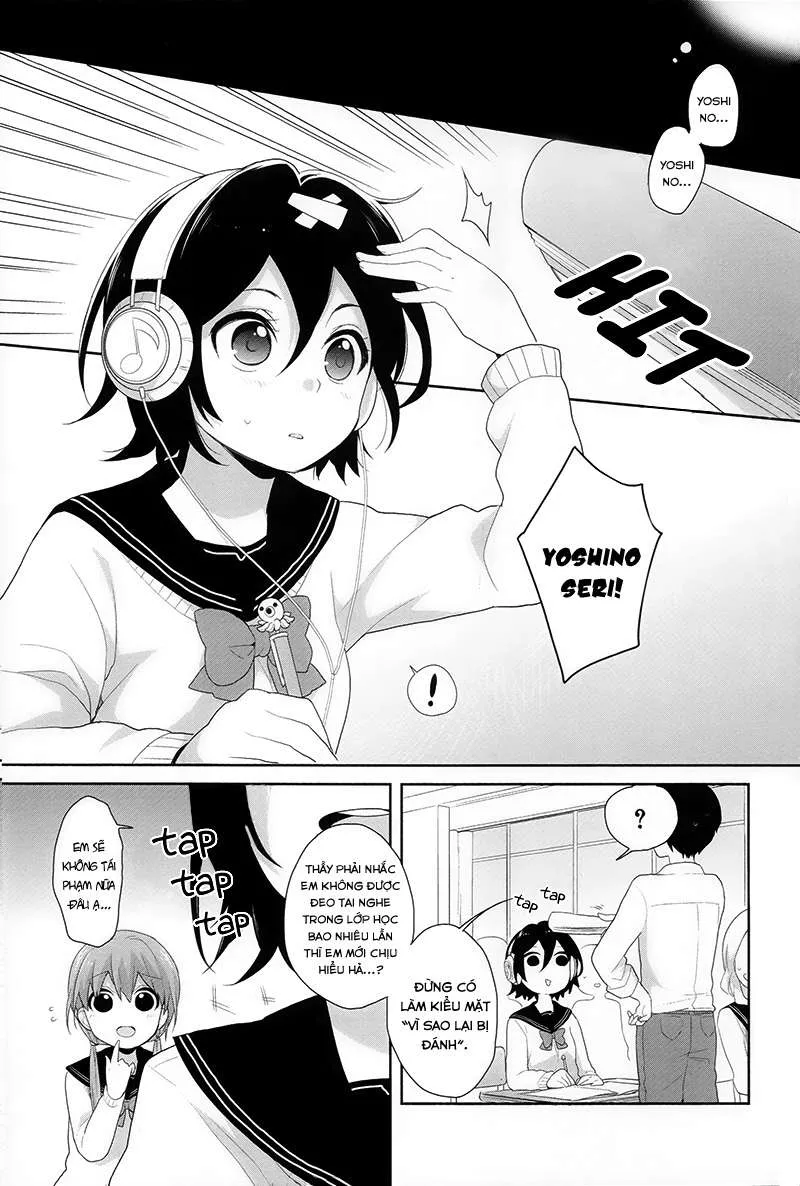 YOSHI
NO...
YOSHI
NO...
HIT
YOSHINO
SERI!
!
?
tap
tap
ĐỪNG CÓ
LÀM KIỂU MẶT
“VÌ SAO LẠI BỊ
ĐÁNH”.
THẦY PHẢI NHẮC
EM KHÔNG ĐƯỢC
ĐEO TAI NGHE
TRONG LỚP HỌC
BAO NHIÊU LẦN
THÌ EM MỚI CHỊU
HIỂU HẢ...?
tap
tap
tap
EM SẼ
KHÔNG TÁI
PHẠM NỮA
ĐÂU Ạ...